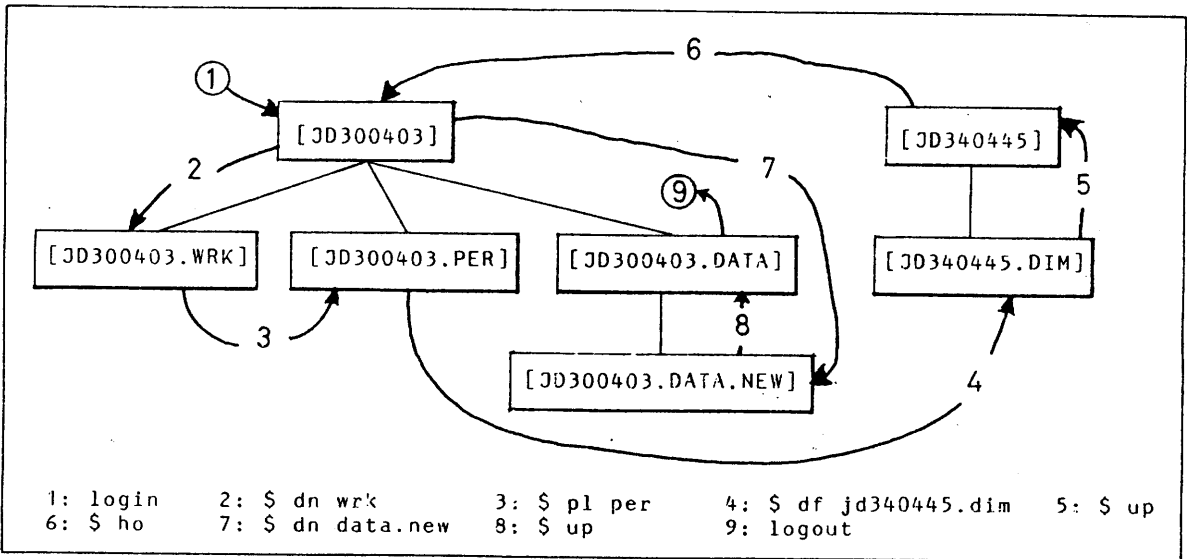 6
1
[JD300403]
[JD340445]
2
7
9
5
[JD300403.WRK]
[JD300403.PER]
[JD300403.DATA]
[JD340445.DIM]
3
8
[JD300403.DATA.NEW]
4
1: login 2: $ dn wrk 3: $ pl per 4: $ df jd340445.dim 5: $ up
6: $ ho 7: $ dn data.new 8: $ up 9: logout